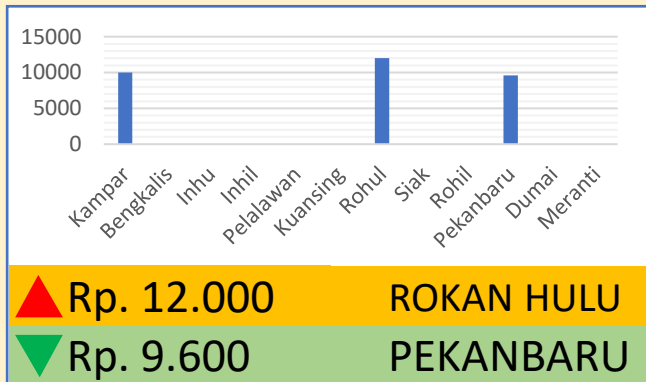 15000
10000
5000
0
Kampar
Bengkalis
Inhu
Inhil
Pelalawan
Kuansing
Rohul
Siak
Rohil
Pekanbaru
Dumai
Meranti
Rp. 12.000 ROKAN HULU
Rp. 9.600 PEKANBARU